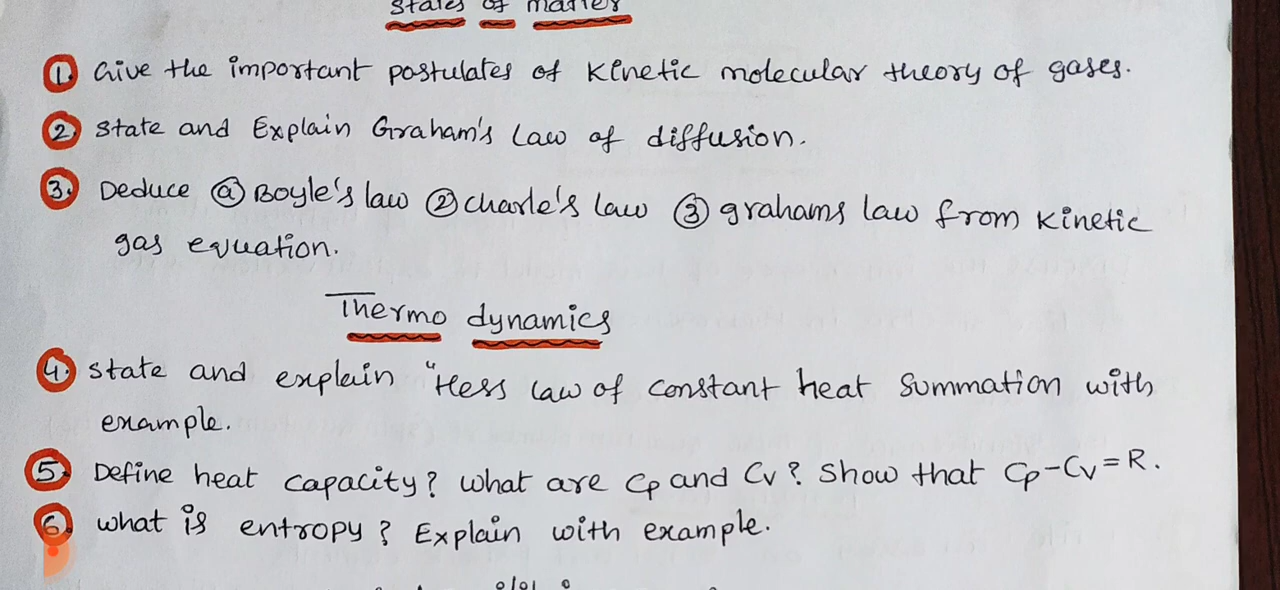 states of matter
1. Give the important postulates of Kinetic molecular theory of gases.
2. State and Explain Graham's Law of diffusion.
3. Deduce ⓐ Boyle's law ② charle's law ③ grahams law from kinetic
gas equation.
Thermo dynamics
4. State and explain "Hess law of constant heat summation with
example.
5. Define heat capacity? what are Cp and Cv? Show that Cp-Cv=R.
6. what is entropy? Explain with example.